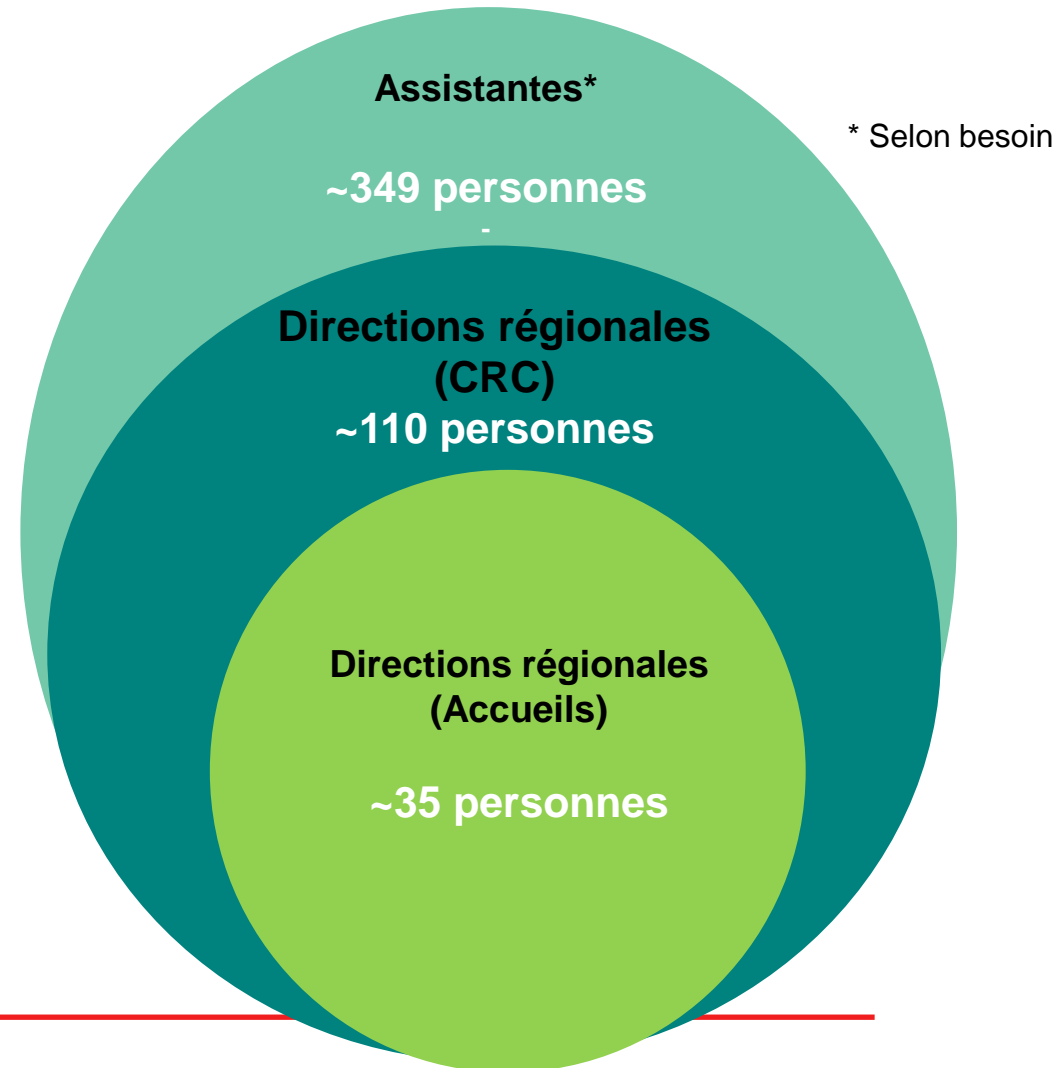 Assistantes*
* Selon besoin
~349 personnes
-
Directions régionales
(CRC)
~110 personnes
Directions régionales
(Accueils)
~35 personnes